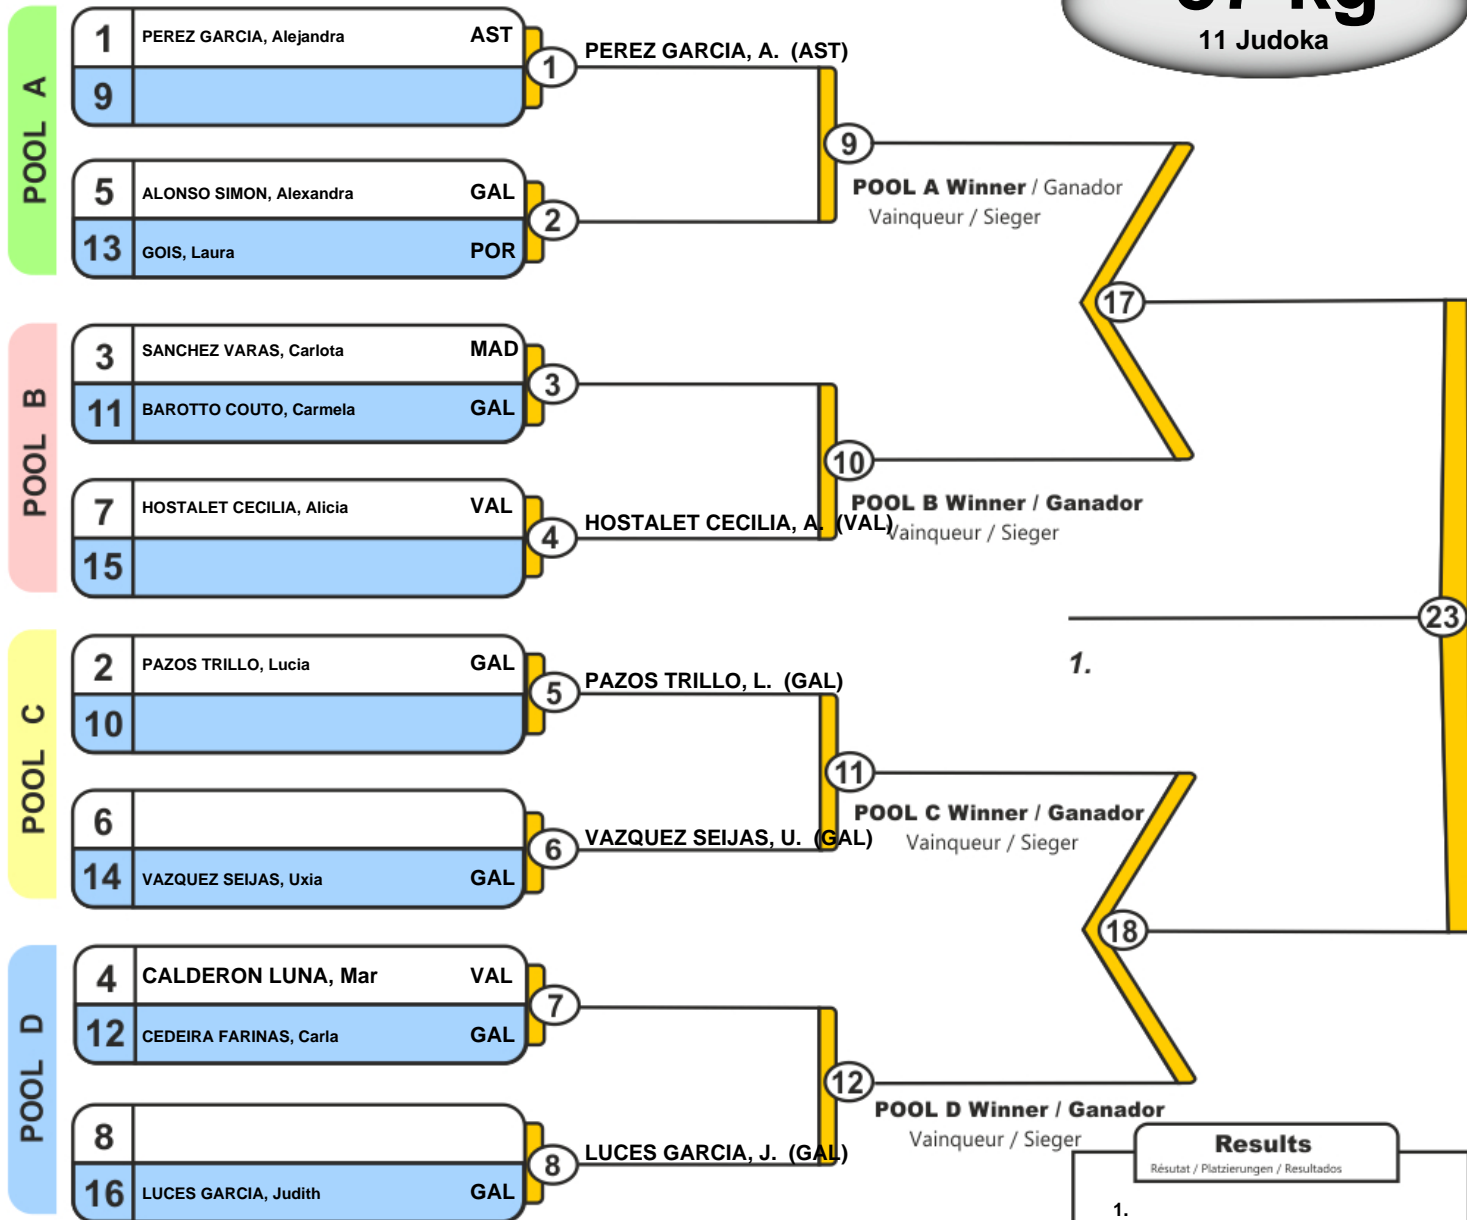 kg
11 Judoka
POOL A
1 PEREZ GARCIA, Alejandra AST
9
1 PEREZ GARCIA, A. (AST)
5 ALONSO SIMON, Alexandra GAL
13 GOIS, Laura POR
2
9
POOL A Winner / Ganador
Vainqueur / Sieger
POOL B
3 SANCHEZ VARAS, Carlota MAD
11 BAROTTO COUTO, Carmela GAL
3
7 HOSTALET CECILIA, Alicia VAL
15
4 HOSTALET CECILIA, A. (VAL)
10
POOL B Winner / Ganador
Vainqueur / Sieger
17
POOL C
2 PAZOS TRILLO, Lucia GAL
10
5 PAZOS TRILLO, L. (GAL)
6
14 VAZQUEZ SEIJAS, Uxia GAL
6 VAZQUEZ SEIJAS, U. (GAL)
11
POOL C Winner / Ganador
Vainqueur / Sieger
POOL D
4 CALDERON LUNA, Mar VAL
12 CEDEIRA FARINAS, Carla GAL
7
8
16 LUCES GARCIA, Judith GAL
8 LUCES GARCIA, J. (GAL)
12
POOL D Winner / Ganador
Vainqueur / Sieger
18
23
1.
Results
Résutat / Platzierungen / Resultados
1.